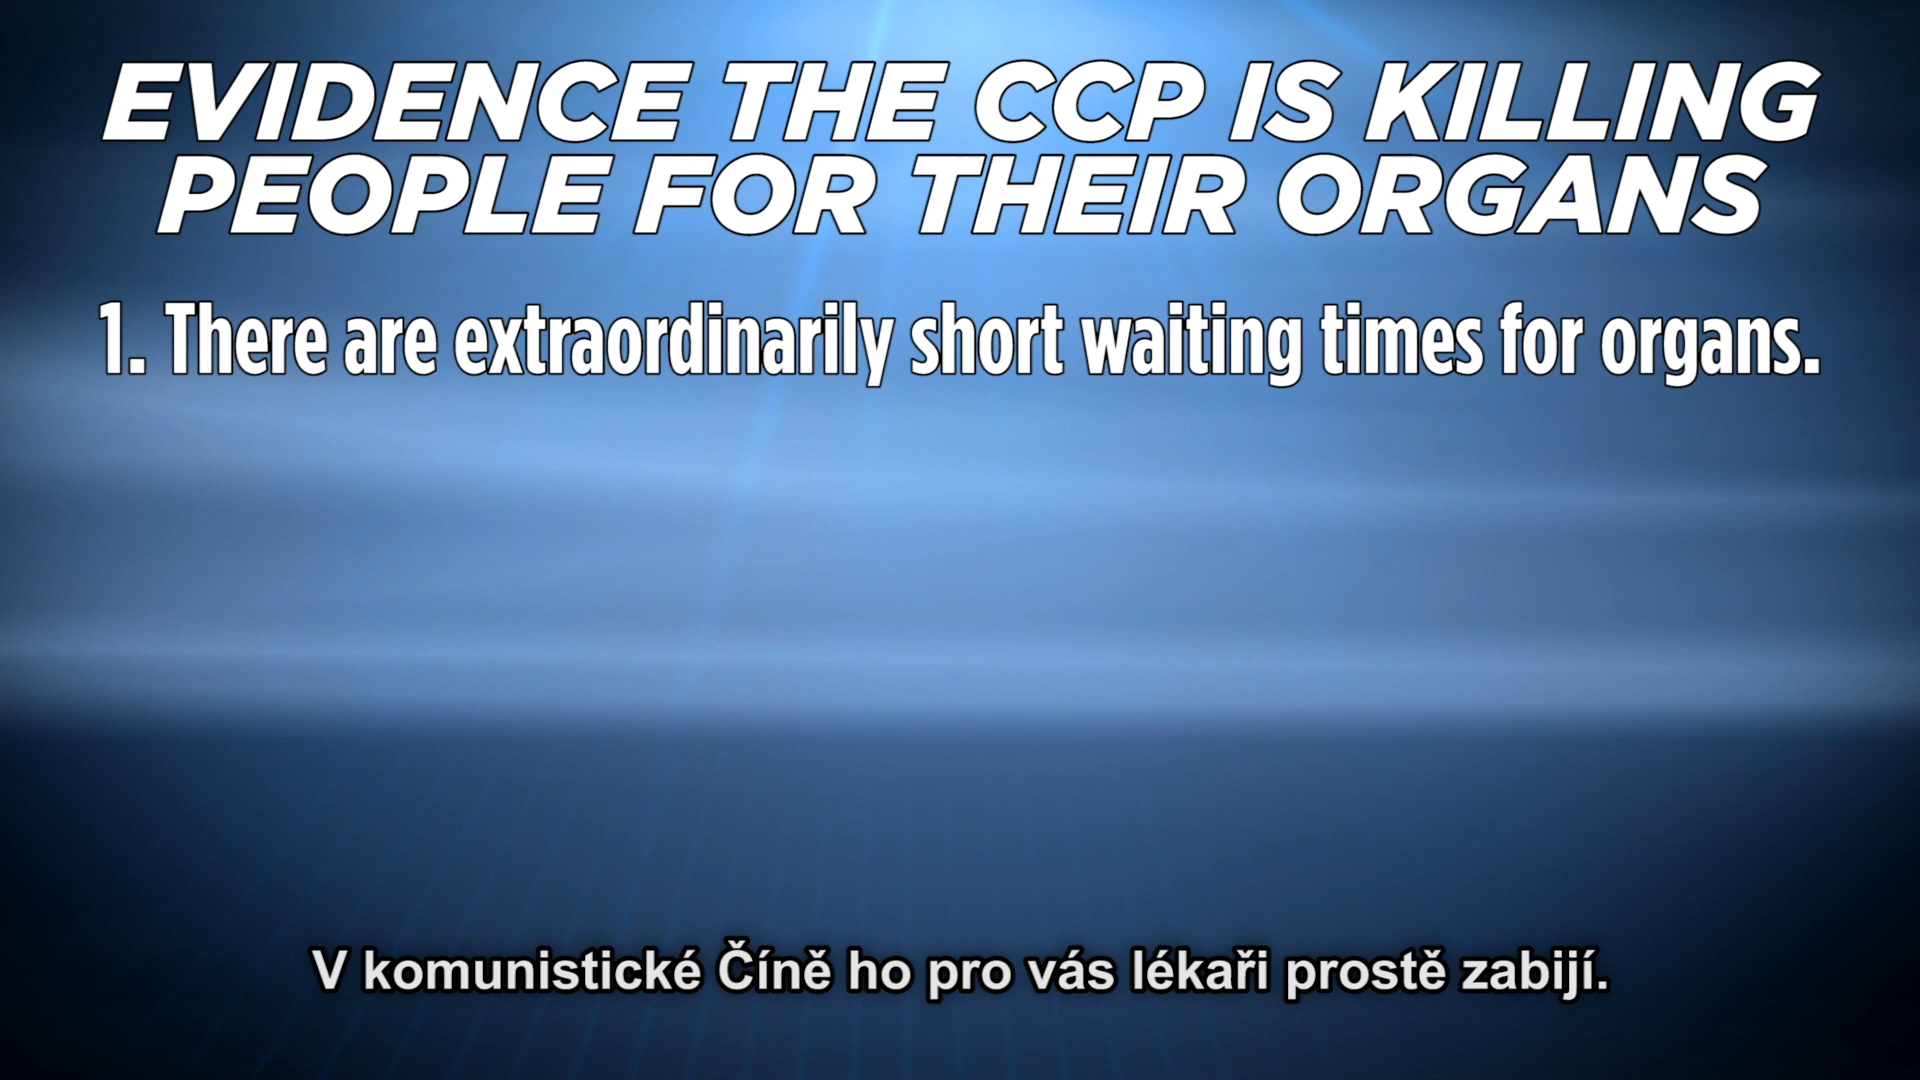 EVIDENCE THE CCP IS KILLING
PEOPLE FOR THEIR ORGANS
1. There are extraordinarily short waiting times for organs.
V komunistické Číně ho pro vás lékaři prostě zabijí.